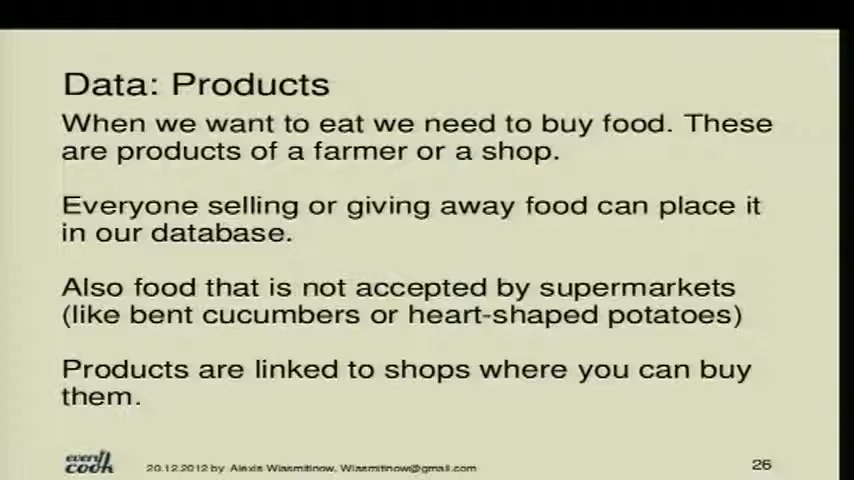 Data: Products
When we want to eat we need to buy food. These
are products of a farmer or a shop.
Everyone selling or giving away food can place it
in our database.
Also food that is not accepted by supermarkets
(like bent cucumbers or heart-shaped potatoes)
Products are linked to shops where you can buy
them.
every
cook
20.12.2012 by Alexis Wiasmitinow, Wiasmitinow@gmail.com
26